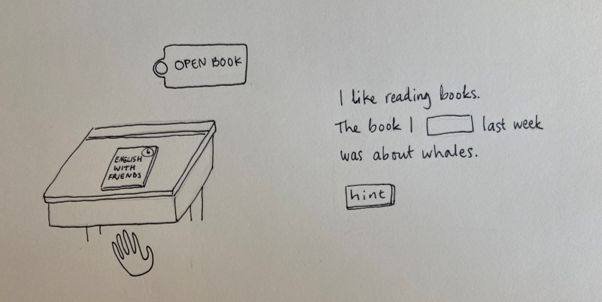 OPEN BOOK
ENGLISH
WITH
FRIENDS
I like reading books.
The book I last week
was about whales.
hint